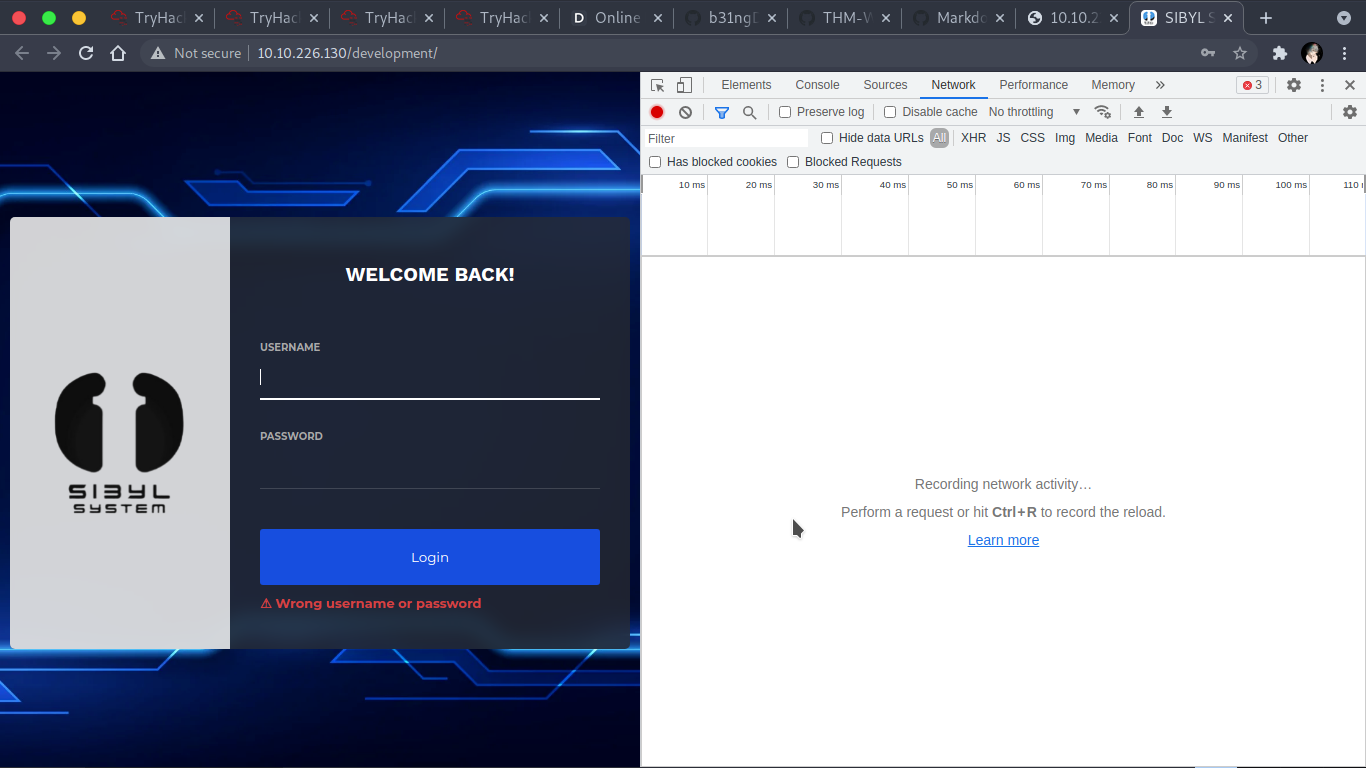 TryHac TryHac TryHac TryHac Online b31ng THM-W Markdo 10.10.2 SIBYL S
Not secure 10.10.226.130/development/
Elements Console Sources Network Performance Memory 3
Preserve log Disable cache No throttling
Filter Hide data URLs All XHR JS CSS Img Media Font Doc WS Manifest Other
Has blocked cookies Blocked Requests
10 ms 20 ms 30 ms 40 ms 50 ms 60 ms 70 ms 80 ms 90 ms 100 ms 110
WELCOME BACK!
USERNAME
PASSWORD
SIBYL
SYSTEM
Login
⚠ Wrong username or password
Recording network activity…
Perform a request or hit Ctrl+R to record the reload.
Learn more